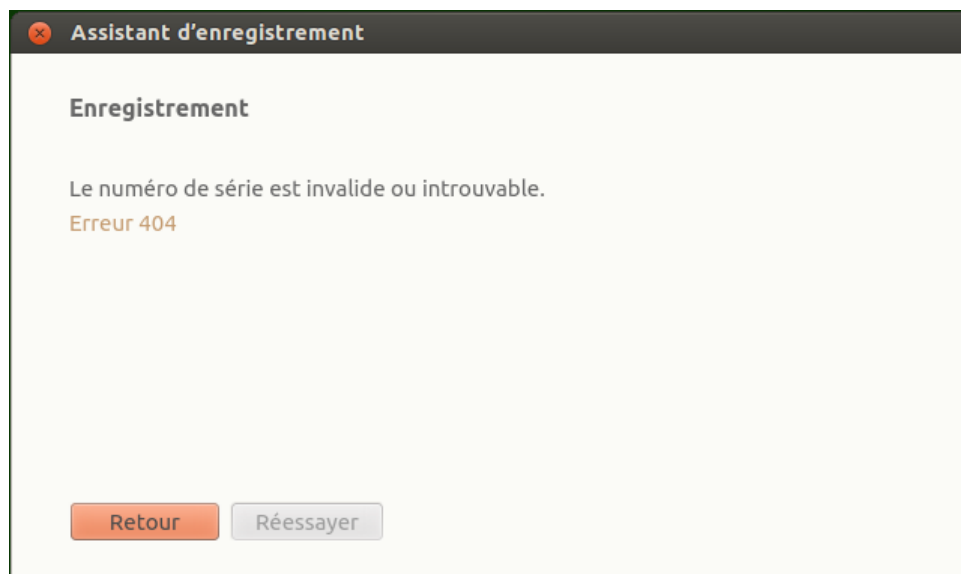 Assistant d’enregistrement
Enregistrement
Le numéro de série est invalide ou introuvable.
Erreur 404
Retour
Réessayer